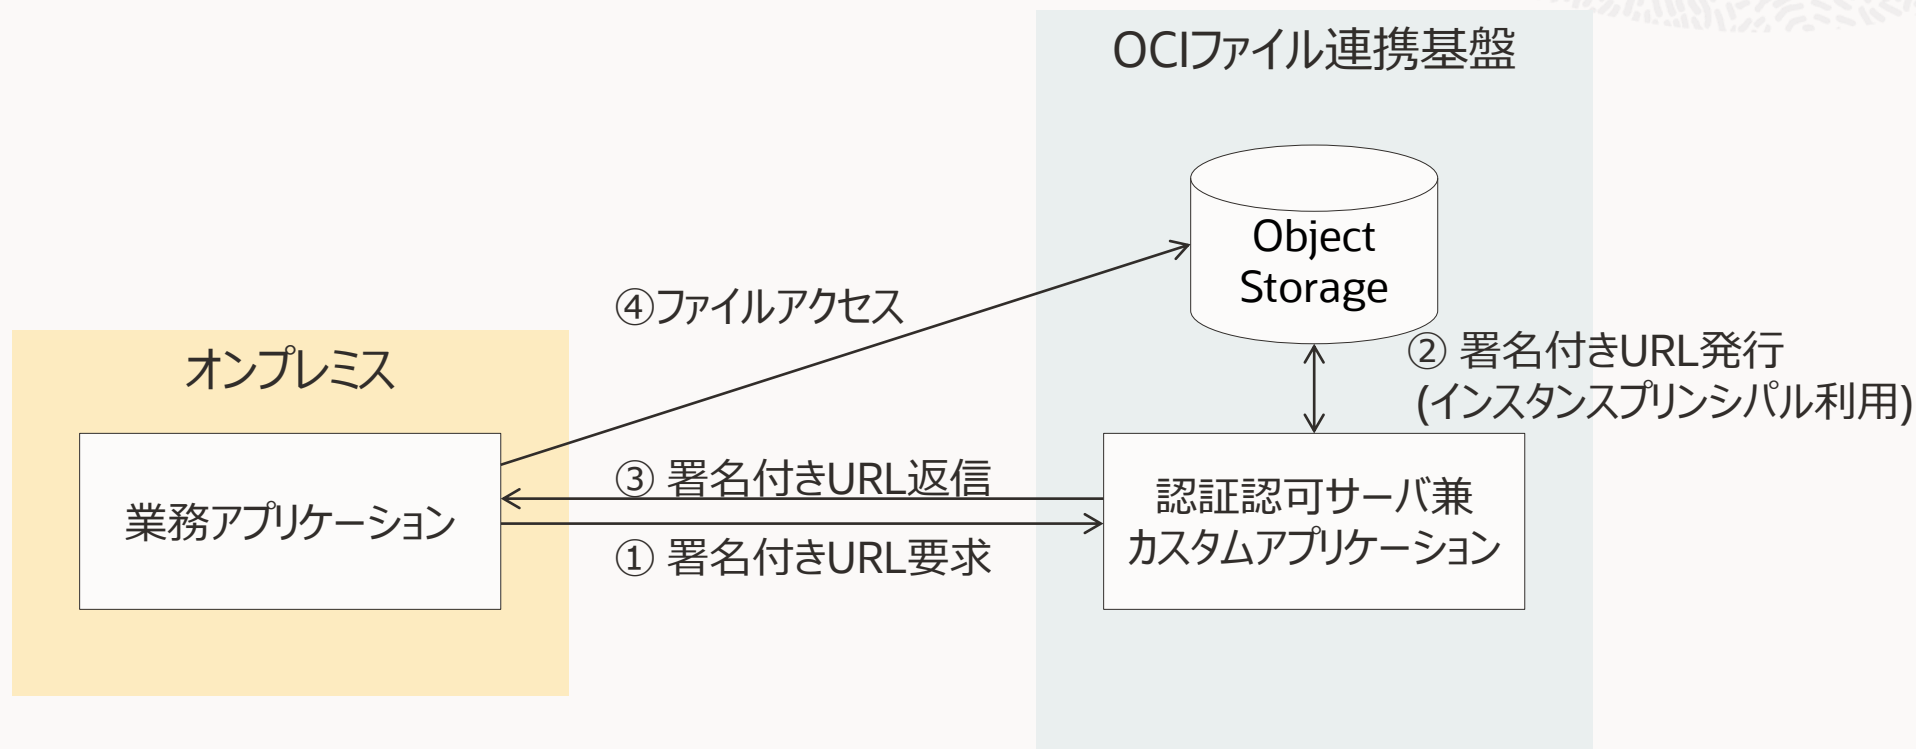 OCIファイル連携基盤
Object
Storage
④ファイルアクセス
② 署名付きURL発行
(インスタンスプリンシパル利用)
オンプレミス
業務アプリケーション
③ 署名付きURL返信
① 署名付きURL要求
認証認可サーバ兼
カスタムアプリケーション